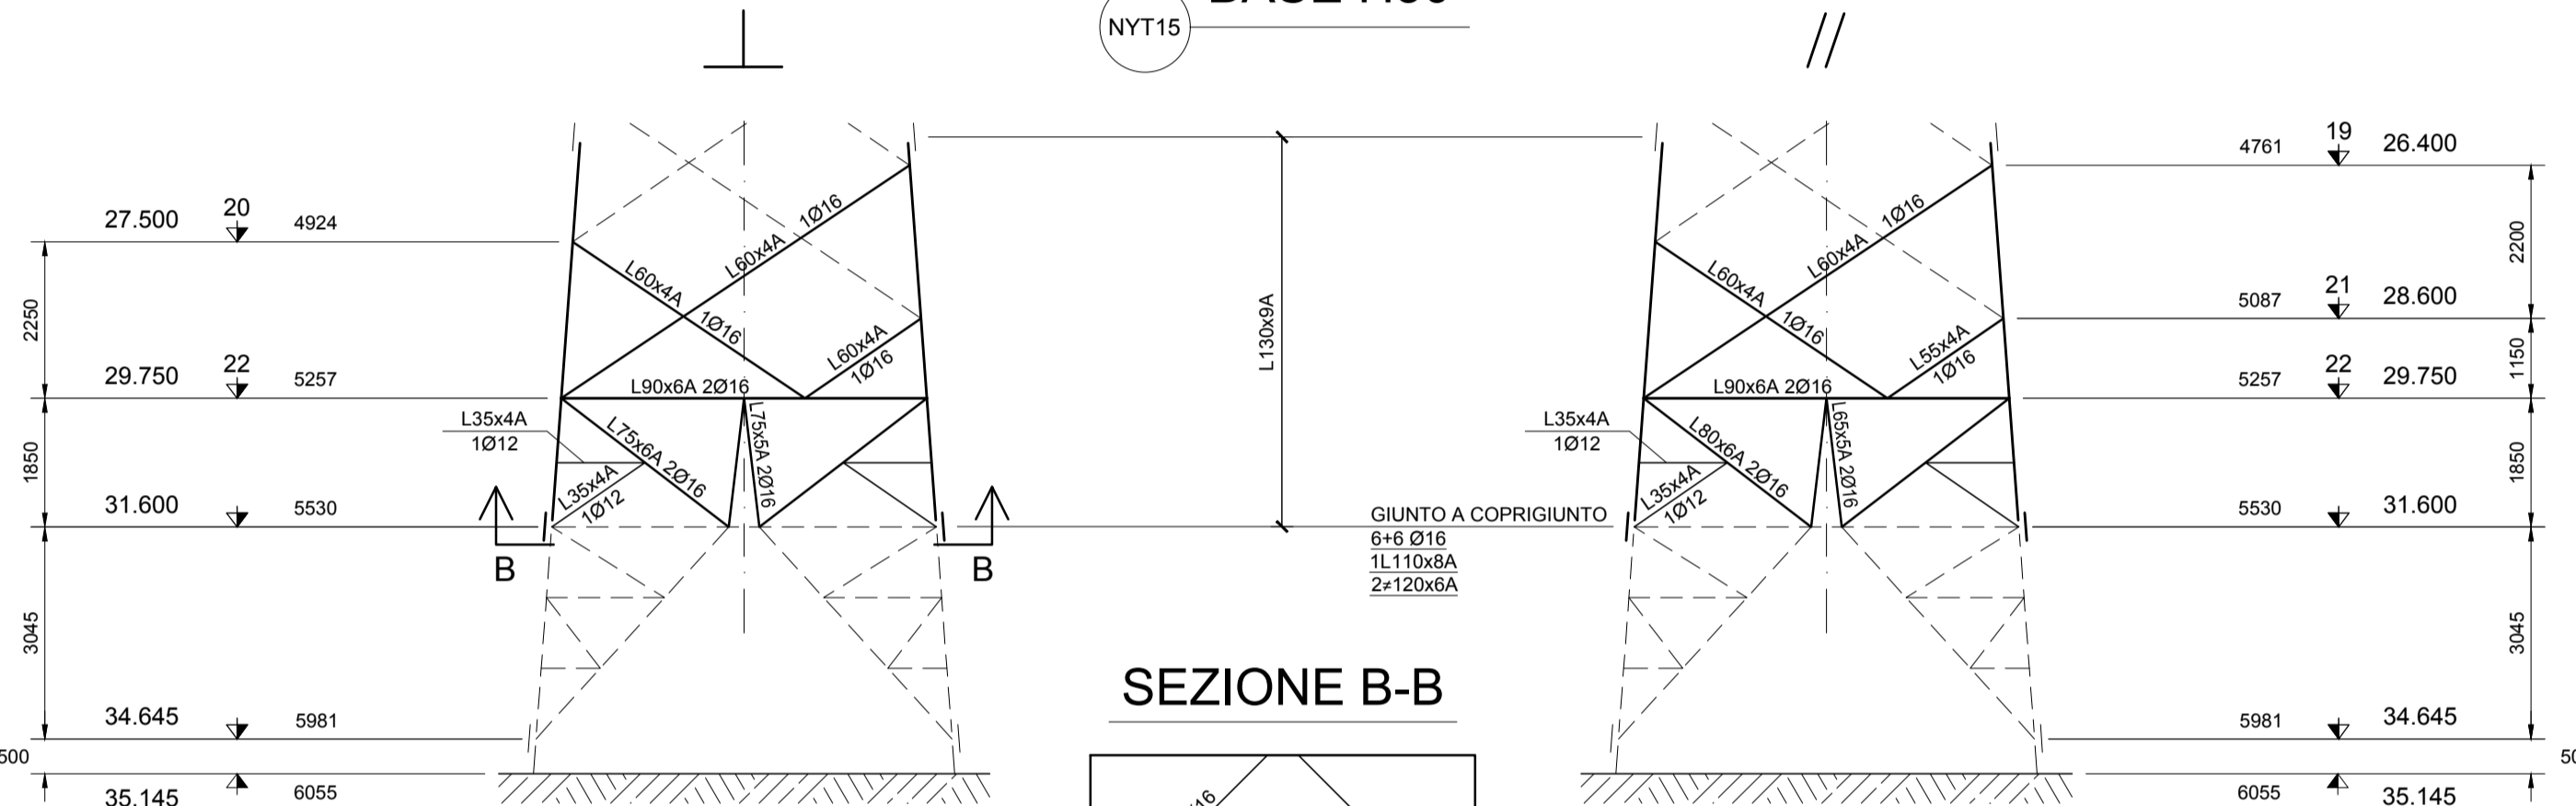 NYT15
27.500
20
4924
29.750
22
5257
31.600
5530
34.645
5981
35.145
6055
2250
1850
3045
500
L60x4A
1Ø16
L60x4A
1Ø16
L60x4A
1Ø16
L90x6A 2Ø16
L35x4A
1Ø12
L75x6A 2Ø16
L75x5A 2Ø16
L35x4A
1Ø12
B
B
L130x9A
GIUNTO A COPRIGIUNTO
6+6 Ø16
1L110x8A
2≠120x6A
SEZIONE B-B
L60x4A
1Ø16
L60x4A
1Ø16
L55x4A
1Ø16
L90x6A 2Ø16
L35x4A
1Ø12
L80x6A 2Ø16
L65x5A 2Ø16
L35x4A
1Ø12
4761
19
26.400
5087
21
28.600
5257
22
29.750
5530
31.600
5981
34.645
6055
35.145
2200
1150
1850
3045